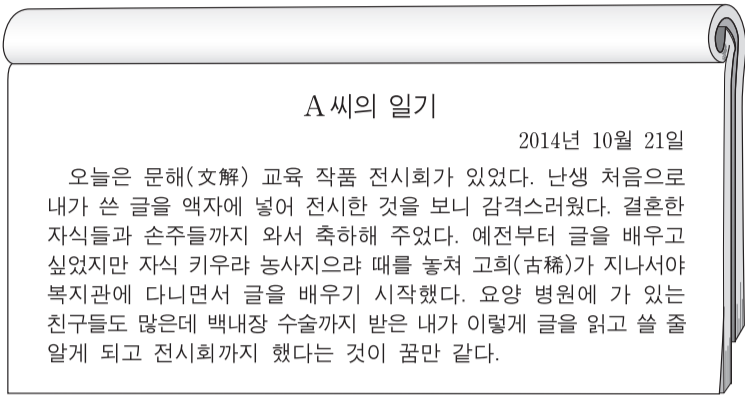 A 씨의 일기
2014년 10월 21일
오늘은 문해(文解) 교육 작품 전시회가 있었다. 난생 처음으로
내가 쓴 글을 액자에 넣어 전시한 것을 보니 감격스러웠다. 결혼한
자식들과 손주들까지 와서 축하해 주었다. 예전부터 글을 배우고
싶었지만 자식 키우랴 농사지으랴 때를 놓쳐 고희(古稀)가 지나서야
복지관에 다니면서 글을 배우기 시작했다. 요양 병원에 가 있는
친구들도 많은데 백내장 수술까지 받은 내가 이렇게 글을 읽고 쓸 줄
알게 되고 전시회까지 했다는 것이 꿈만 같다.